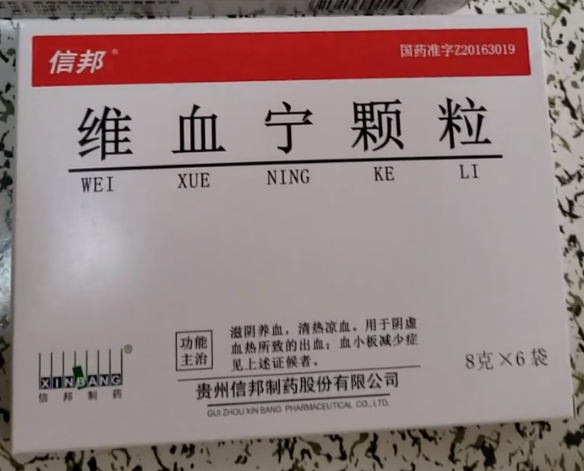 信邦®
国药准字Z20163019
维血宁颗粒
WEI XUE NING KE LI
功能
主治
滋阴养血，清热凉血。用于阴虚
血热所致的出血；血小板减少症
见上述证候者。
8克×6袋
®
XINBANG
信邦制药
贵州信邦制药股份有限公司
GUI ZHOU XIN BANG PHARMACEUTICAL CO., LTD.